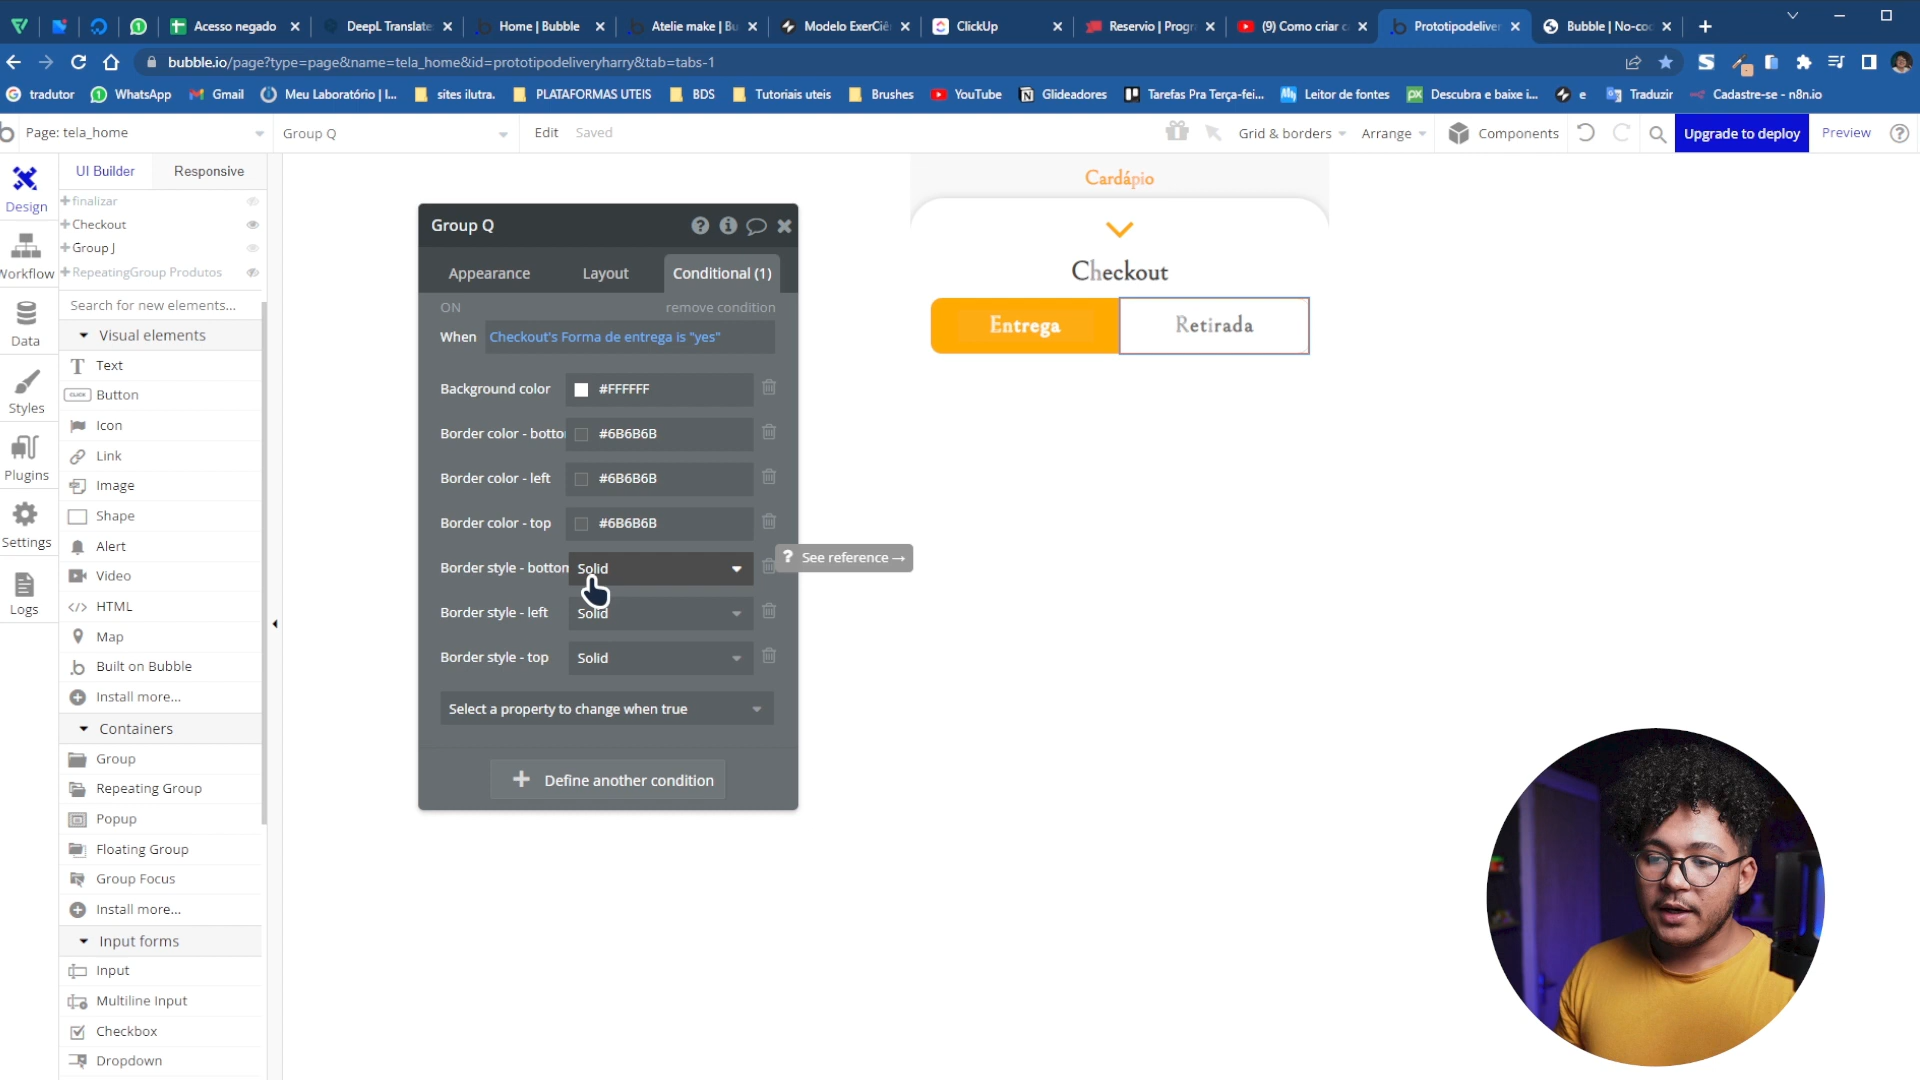 Acesso negado
DeepL Translate
Home | Bubble
Atelie make | Bu
Modelo ExerCiê
ClickUp
Reservio | Progr
(9) Como criar c
Prototipodeliver
Bubble | No-co
bubble.io/page?type=page&name=tela_home&id=prototipodeliveryharry&tab=tabs-1
tradutor
WhatsApp
Gmail
Meu Laboratório | I...
sites ilutra.
PLATAFORMAS UTEIS
BDS
Tutoriais uteis
Brushes
YouTube
Glideadores
Tarefas Pra Terça-fei...
Leitor de fontes
Descubra e baixe i...
e
Traduzir
Cadastre-se - n8n.io
Page: tela_home
Group Q
Edit
Saved
Grid & borders
Arrange
Components
Upgrade to deploy
Preview
UI Builder
Responsive
Design
Workflow
Data
Styles
Plugins
Settings
Logs
finalizar
Checkout
Group J
RepeatingGroup Produtos
Search for new elements...
Visual elements
Text
CLICK
Button
Icon
Link
Image
Shape
Alert
Video
</> HTML
Map
Built on Bubble
Install more...
Containers
Group
Repeating Group
Popup
Floating Group
Group Focus
Install more...
Input forms
Input
Multiline Input
Checkbox
Dropdown
Group Q
Appearance
Layout
Conditional (1)
ON
remove condition
When
Checkout's Forma de entrega is "yes"
Background color
#FFFFFF
Border color - botto
#6B6B6B
Border color - left
#6B6B6B
Border color - top
#6B6B6B
Border style - bottom
Solid
? See reference →
Border style - left
Solid
Border style - top
Solid
Select a property to change when true
Define another condition
Cardápio
Checkout
Entrega
Retirada